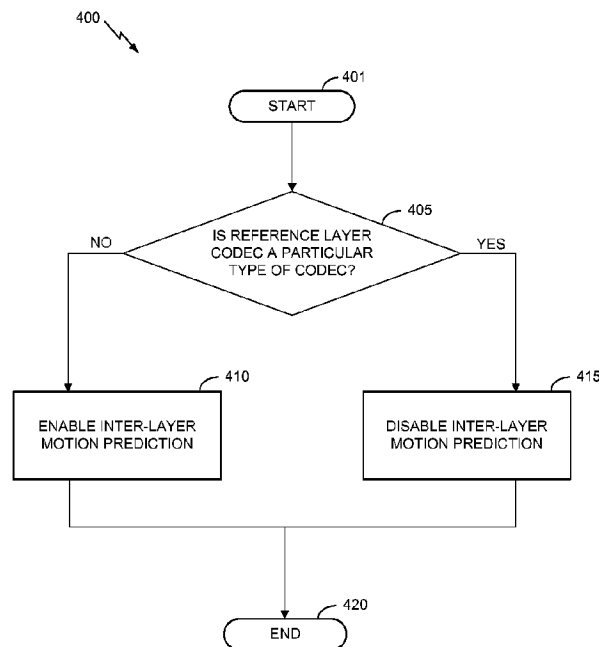 400
401
START
405
IS REFERENCE LAYER
CODEC A PARTICULAR
TYPE OF CODEC?
NO
YES
410
415
ENABLE INTER-LAYER
MOTION PREDICTION
DISABLE INTER-LAYER
MOTION PREDICTION
420
END